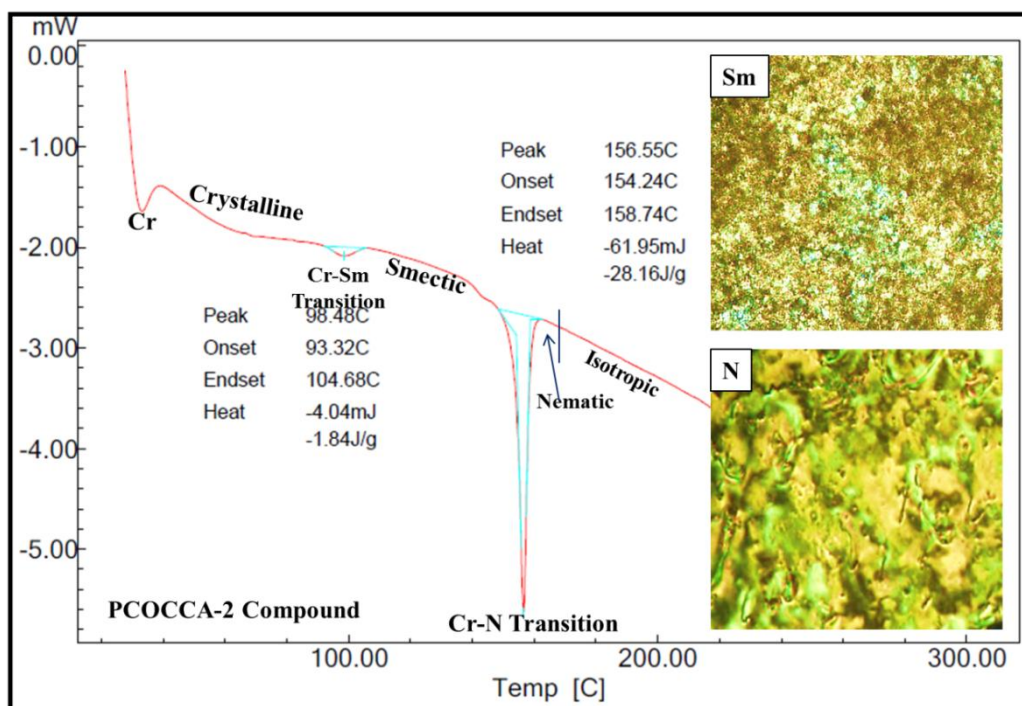 mW
0.00
-1.00
-2.00
-3.00
-4.00
-5.00
Sm
Peak 156.55C
Onset 154.24C
Endset 158.74C
Heat -61.95mJ
-28.16J/g
Crystalline
Cr
Cr-Sm
Transition
Smectic
Peak 98.48C
Onset 93.32C
Endset 104.68C
Heat -4.04mJ
-1.84J/g
Isotropic
Nematic
N
PCOCCA-2 Compound
Cr-N Transition
100.00
200.00
300.00
Temp [C]